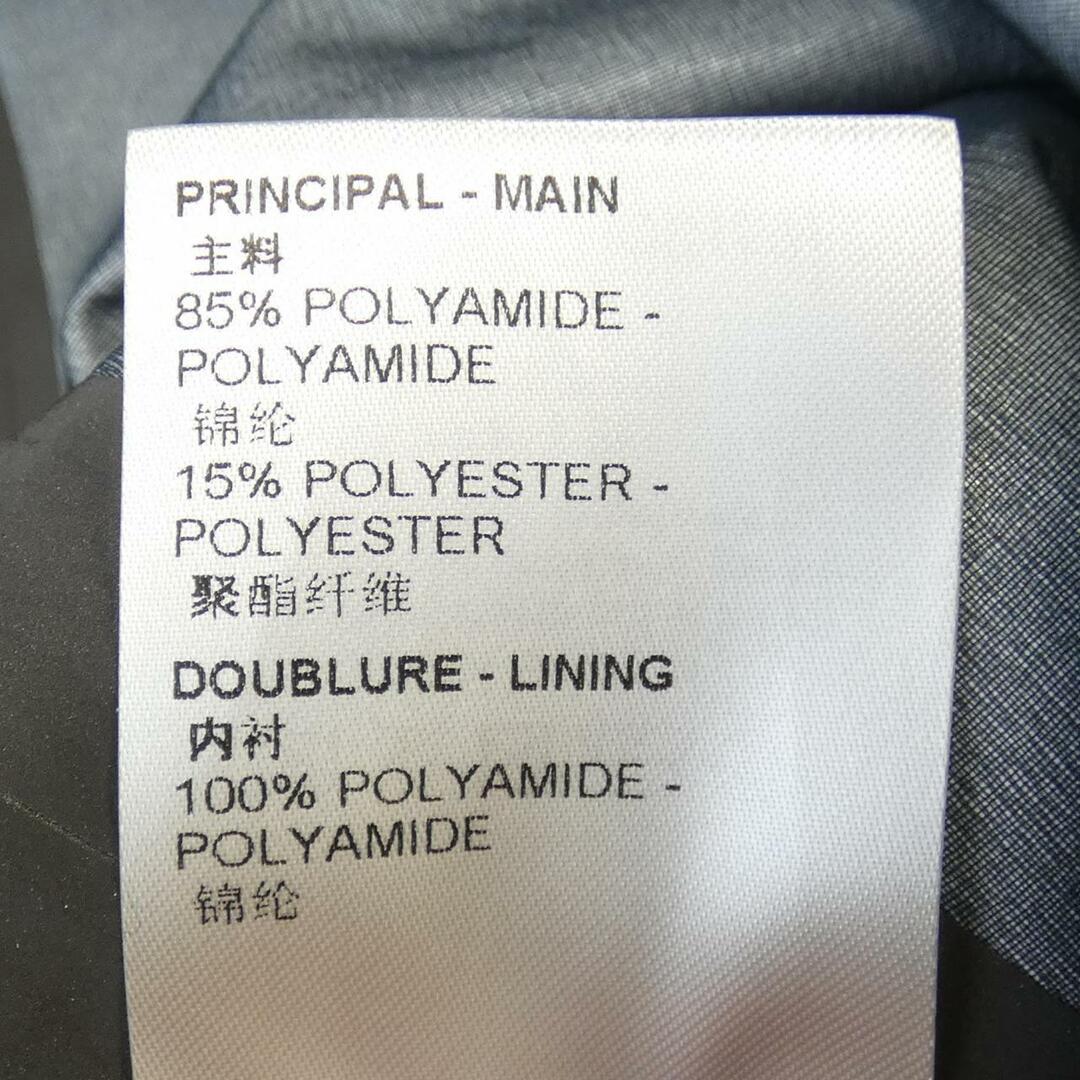 PRINCIPAL - MAIN
主料
85% POLYAMIDE -
POLYAMIDE
锦纶
15% POLYESTER -
POLYESTER
聚酯纤维
DOUBLURE - LINING
内衬
100% POLYAMIDE -
POLYAMIDE
锦纶